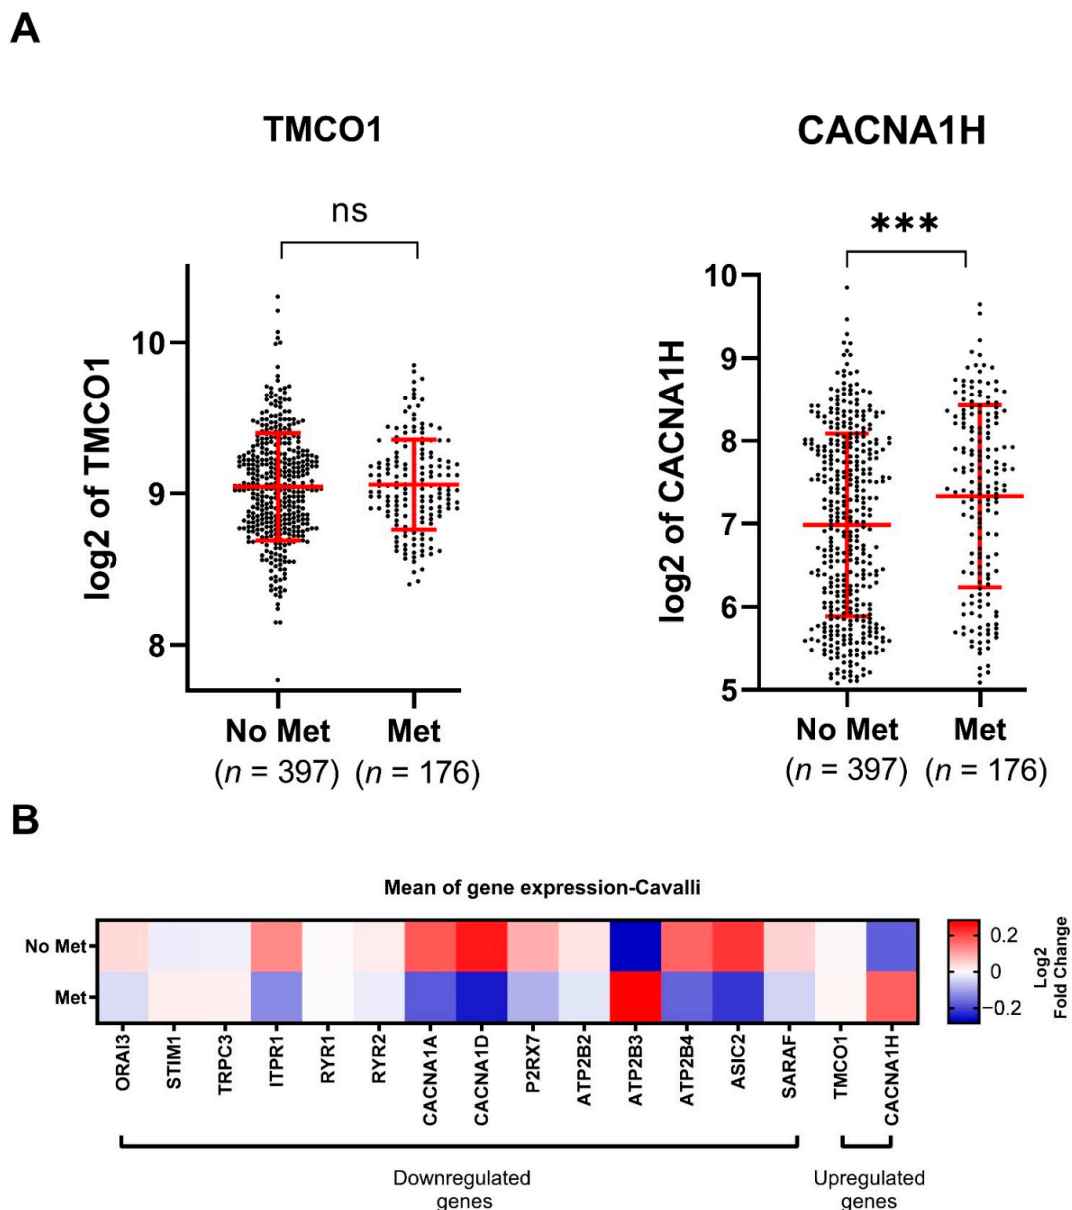 A
TMCO1
ns
log2 of TMCO1
10
9
8
No Met
(n = 397)
Met
(n = 176)
CACNA1H
***
log2 of CACNA1H
10
9
8
7
6
5
No Met
(n = 397)
Met
(n = 176)
B
Mean of gene expression-Cavalli
No Met
Met
ORAI3
STIM1
TRPC3
ITPR1
RYR1
RYR2
CACNA1A
CACNA1D
P2RX7
ATP2B2
ATP2B3
ATP2B4
ASIC2
SARAF
TMCO1
CACNA1H
0.2
0
−0.2
Log2
Fold Change
Downregulated
genes
Upregulated
genes